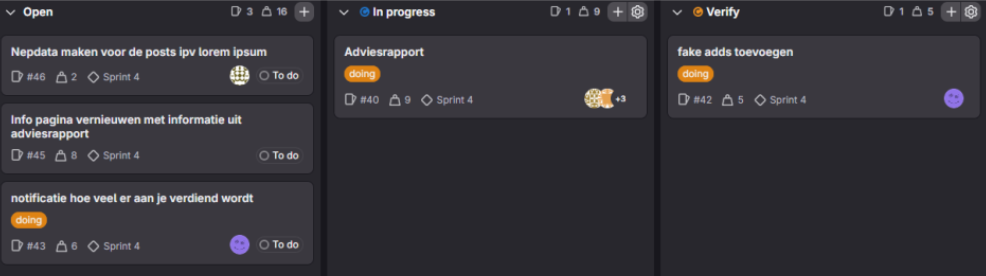 Open 3 16
Nepdata maken voor de posts ipv lorem ipsum
#46 2 Sprint 4 To do
Info pagina vernieuwen met informatie uit
adviesrapport
#45 8 Sprint 4 To do
notificatie hoe veel er aan je verdiend wordt
doing
#43 6 Sprint 4 To do
In progress 1 9
Adviesrapport
doing
#40 9 Sprint 4 +3
Verify 1 5
fake adds toevoegen
doing
#42 5 Sprint 4